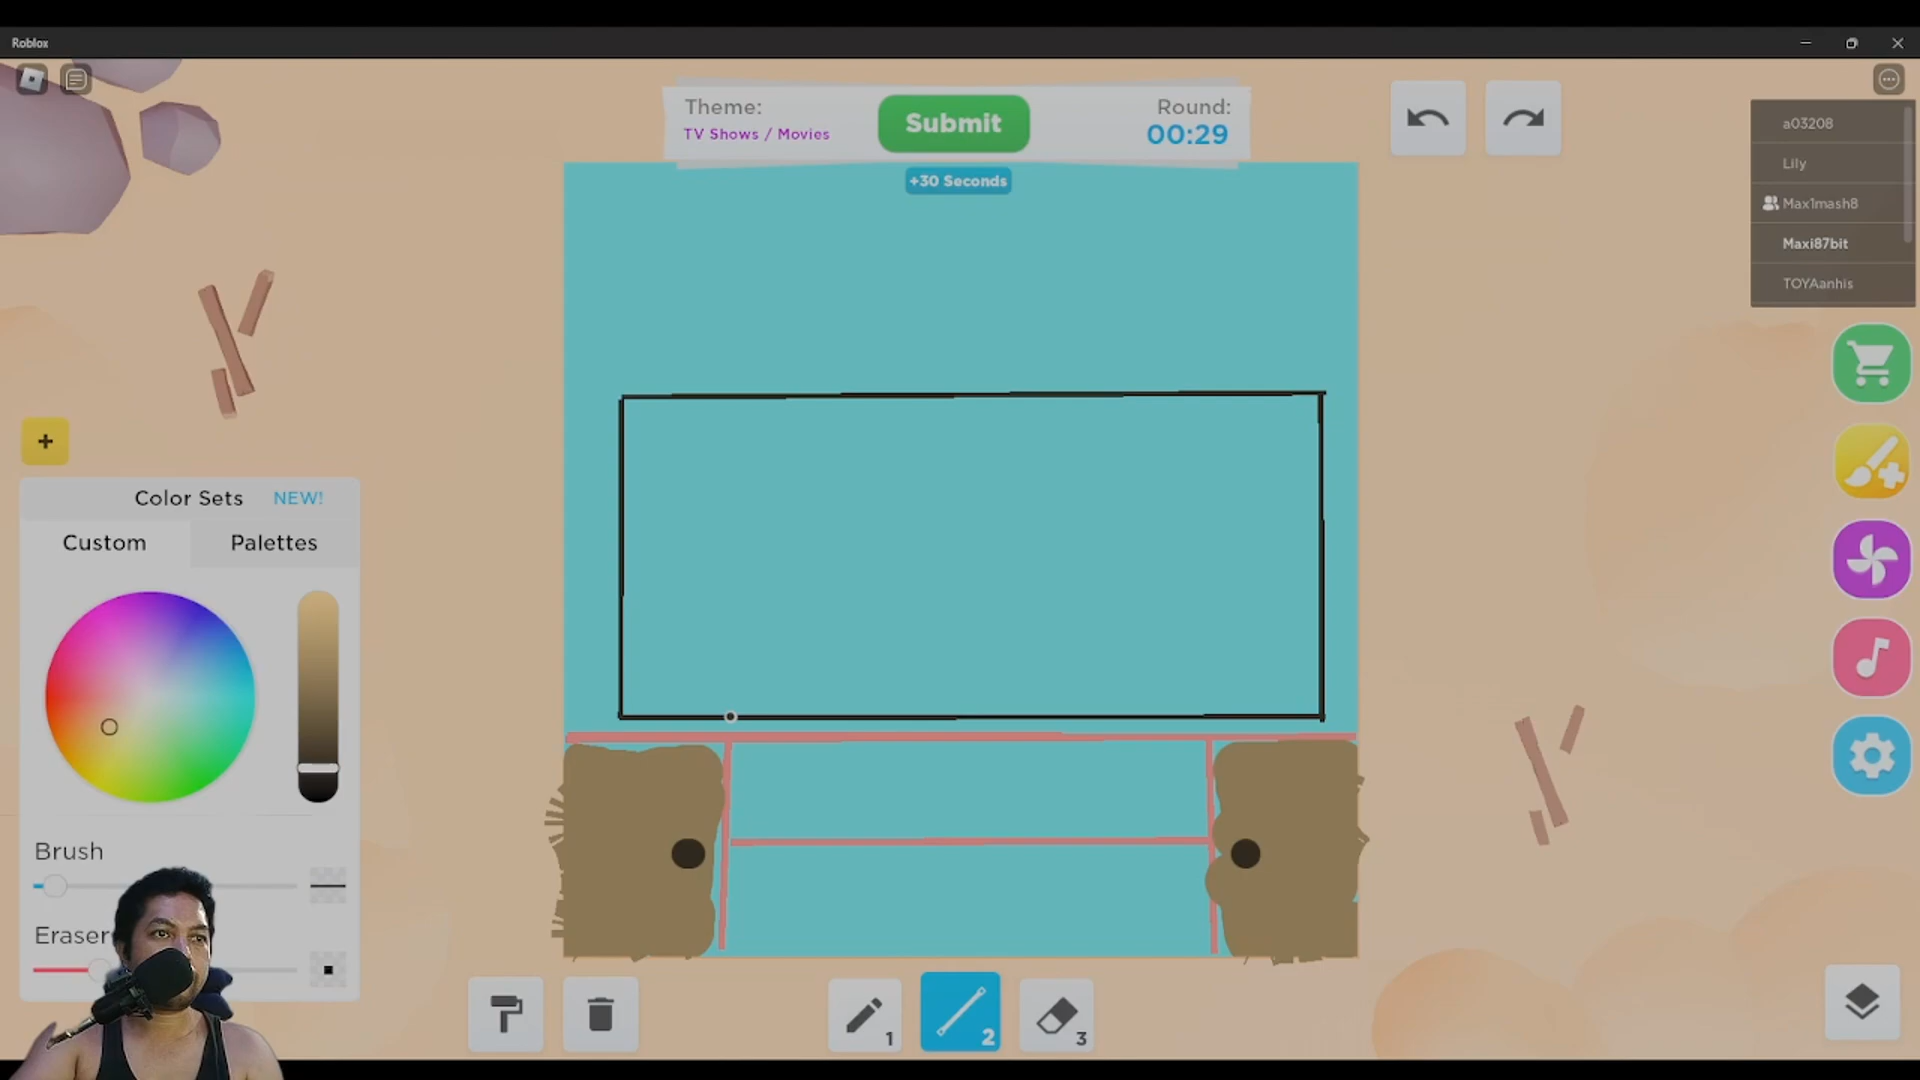 Roblox
Theme:
TV Shows / Movies
Submit
Round:
00:29
+30 Seconds
a03208
Lily
Max1mash8
Maxi87bit
TOYAanhis
+
Color Sets NEW!
Custom Palettes
Brush
Eraser
1
2
3